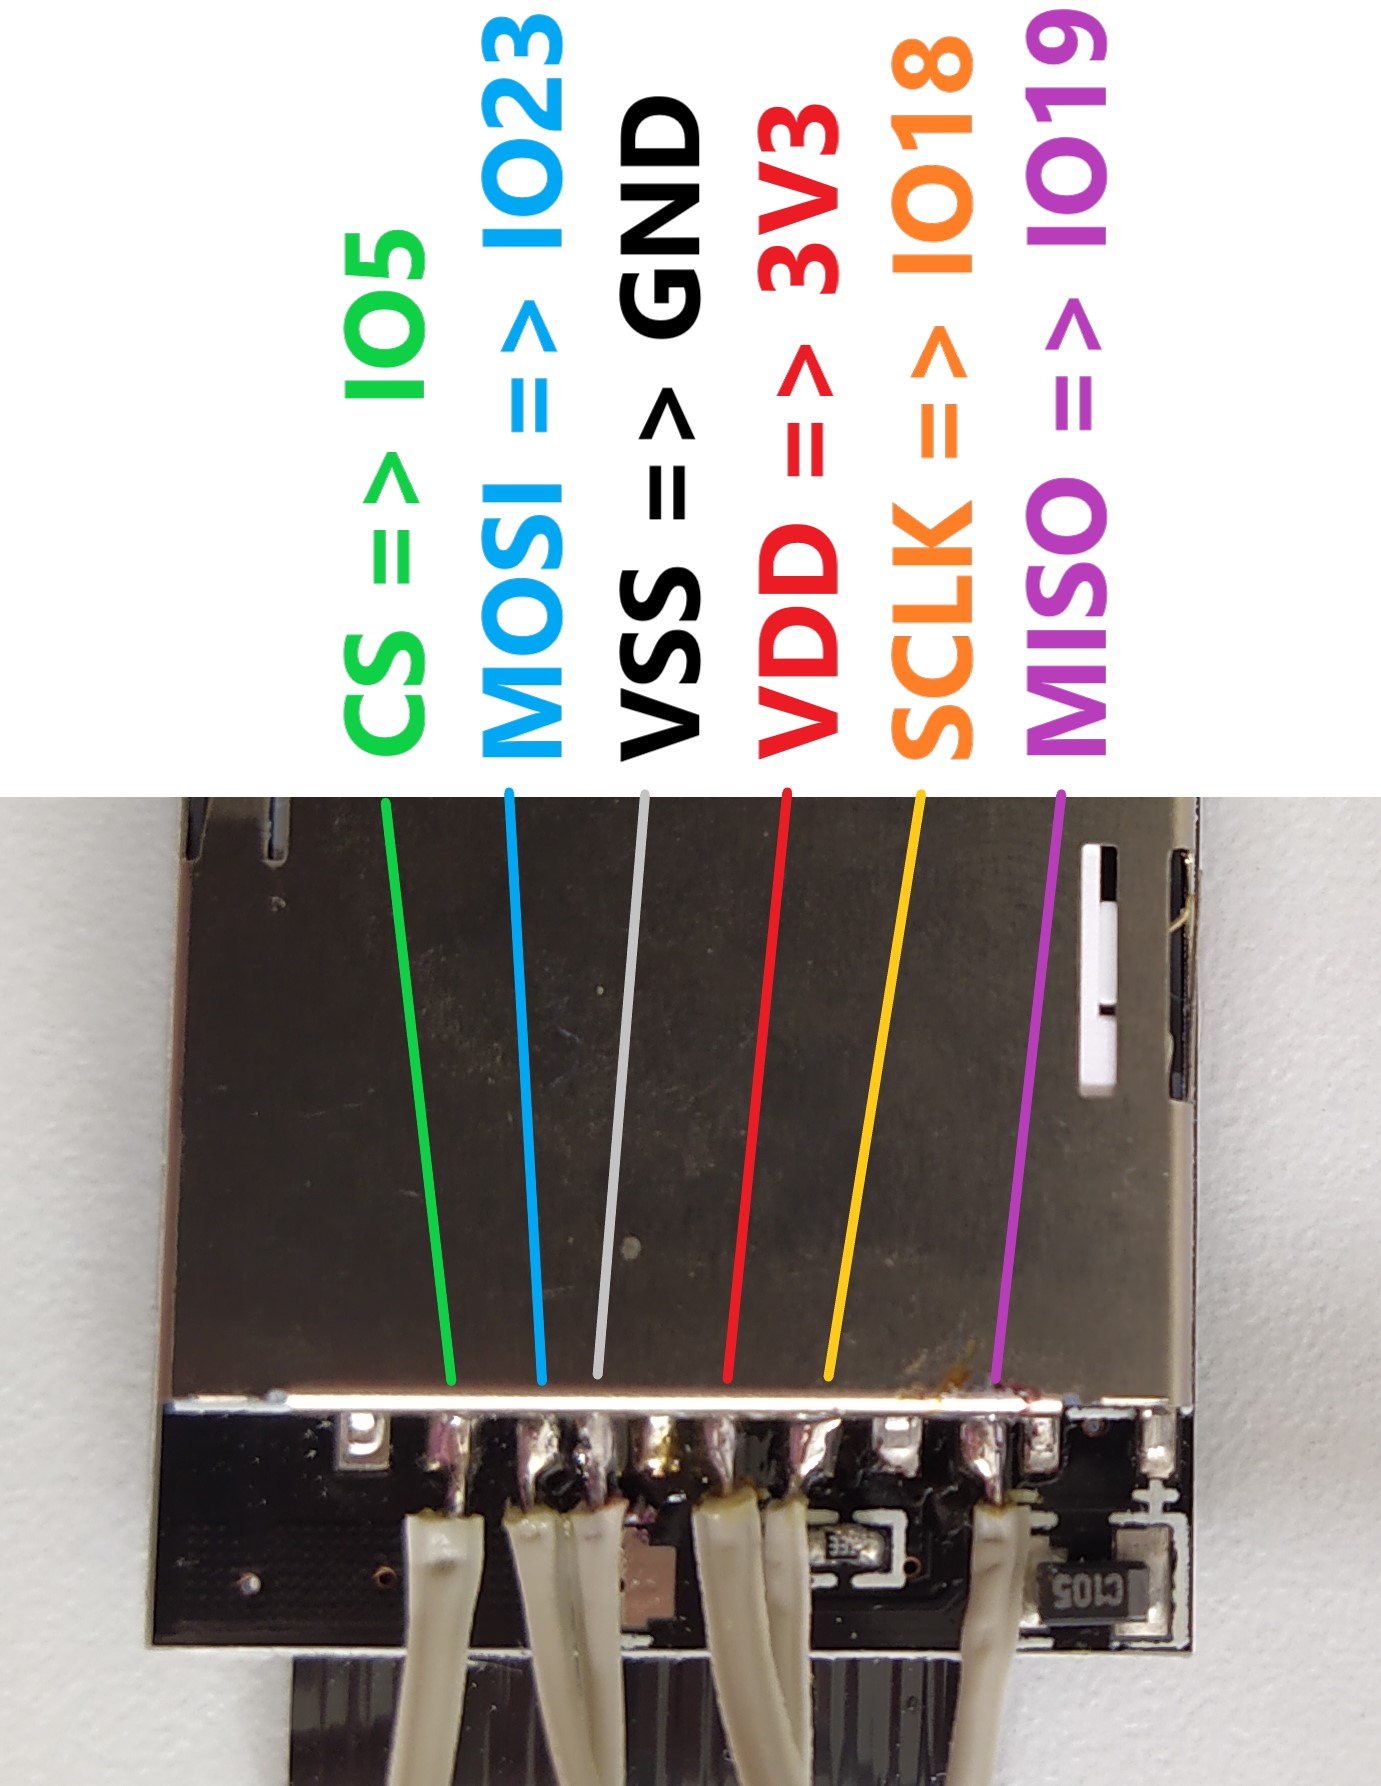 CS => IO5
MOSI => IO23
VSS => GND
VDD => 3V3
SCLK => IO18
MISO => IO19
C105
+